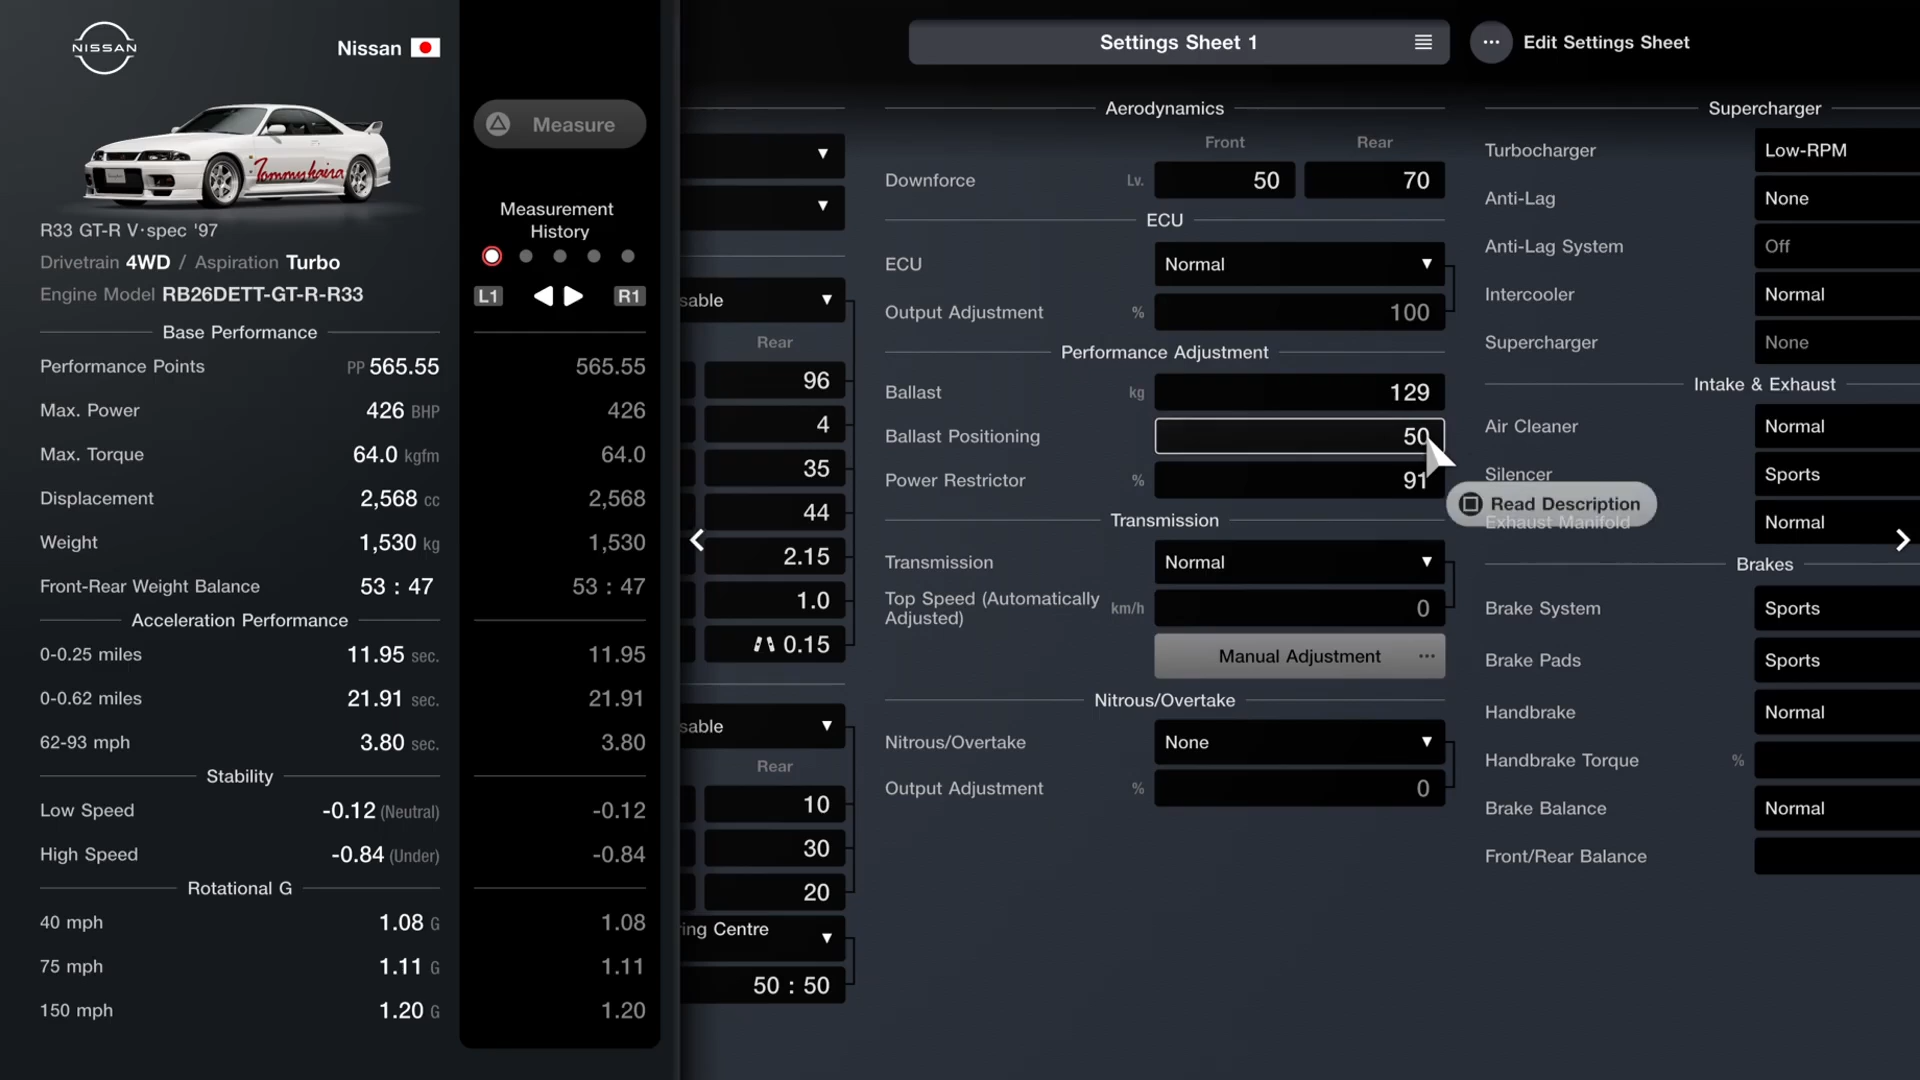 NISSAN
Nissan
Tommy kaira
R33 GT-R V·spec '97
Drivetrain 4WD / Aspiration Turbo
Engine Model RB26DETT-GT-R-R33
Base Performance
Performance Points PP 565.55
Max. Power 426 BHP
Max. Torque 64.0 kgfm
Displacement 2,568 cc
Weight 1,530 kg
Front-Rear Weight Balance 53 : 47
Acceleration Performance
0-0.25 miles 11.95 sec.
0-0.62 miles 21.91 sec.
62-93 mph 3.80 sec.
Stability
Low Speed -0.12 (Neutral)
High Speed -0.84 (Under)
Rotational G
40 mph 1.08 G
75 mph 1.11 G
150 mph 1.20 G
Measure
Measurement
History
L1 R1
565.55
426
64.0
2,568
1,530
53 : 47
11.95
21.91
3.80
-0.12
-0.84
1.08
1.11
1.20
sable
Rear
96
4
35
44
2.15
1.0
0.15
sable
Rear
10
30
20
ring Centre
50 : 50
Settings Sheet 1
Edit Settings Sheet
Aerodynamics
Front Rear
Downforce Lv. 50 70
ECU
ECU Normal
Output Adjustment % 100
Performance Adjustment
Ballast kg 129
Ballast Positioning 50
Power Restrictor % 91
Transmission
Transmission Normal
Top Speed (Automatically
Adjusted) km/h 0
Manual Adjustment
Nitrous/Overtake
Nitrous/Overtake None
Output Adjustment % 0
Supercharger
Turbocharger Low-RPM
Anti-Lag None
Anti-Lag System Off
Intercooler Normal
Supercharger None
Intake & Exhaust
Air Cleaner Normal
Silencer Sports
Read Description
Exhaust Manifold Normal
Brakes
Brake System Sports
Brake Pads Sports
Handbrake Normal
Handbrake Torque %
Brake Balance Normal
Front/Rear Balance